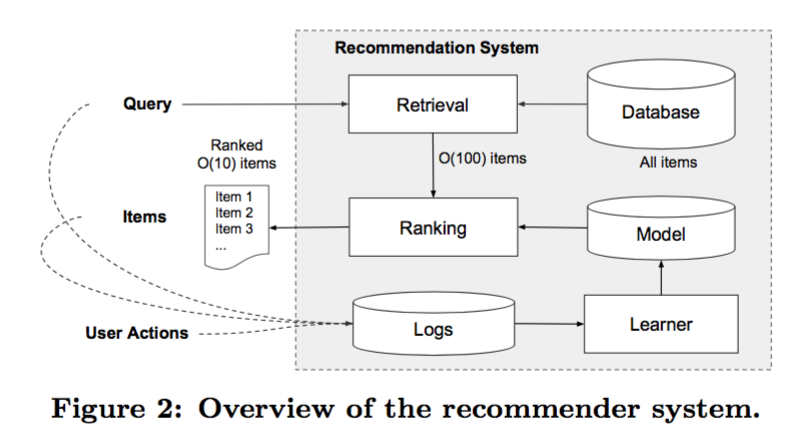 Recommendation System
Query
Retrieval
Database
All items
O(100) items
Ranked
O(10) items
Item 1
Item 2
Item 3
...
Items
Ranking
Model
User Actions
Logs
Learner
Figure 2: Overview of the recommender system.